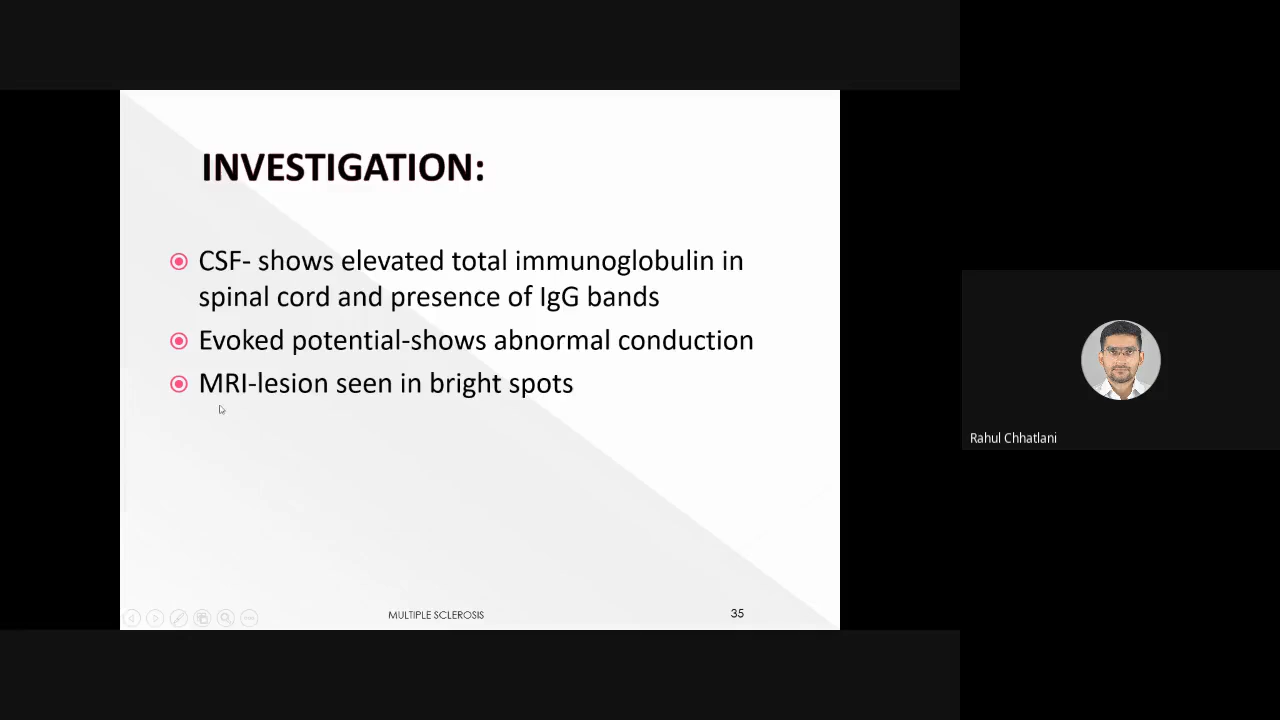 INVESTIGATION:
CSF- shows elevated total immunoglobulin in
spinal cord and presence of IgG bands
Evoked potential-shows abnormal conduction
MRI-lesion seen in bright spots
MULTIPLE SCLEROSIS
35
Rahul Chhatlani